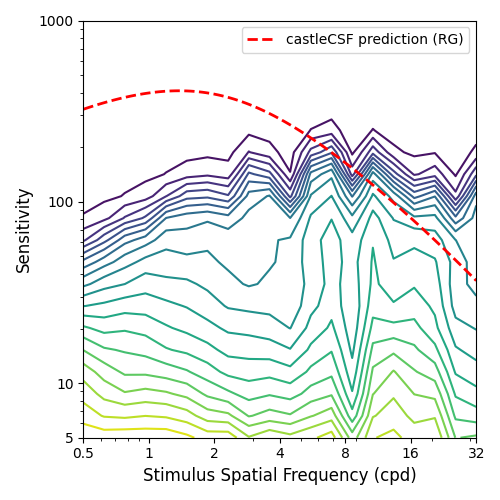 1000
castleCSF prediction (RG)
100
Sensitivity
10
5
0.5 1 2 4 8 16 32
Stimulus Spatial Frequency (cpd)